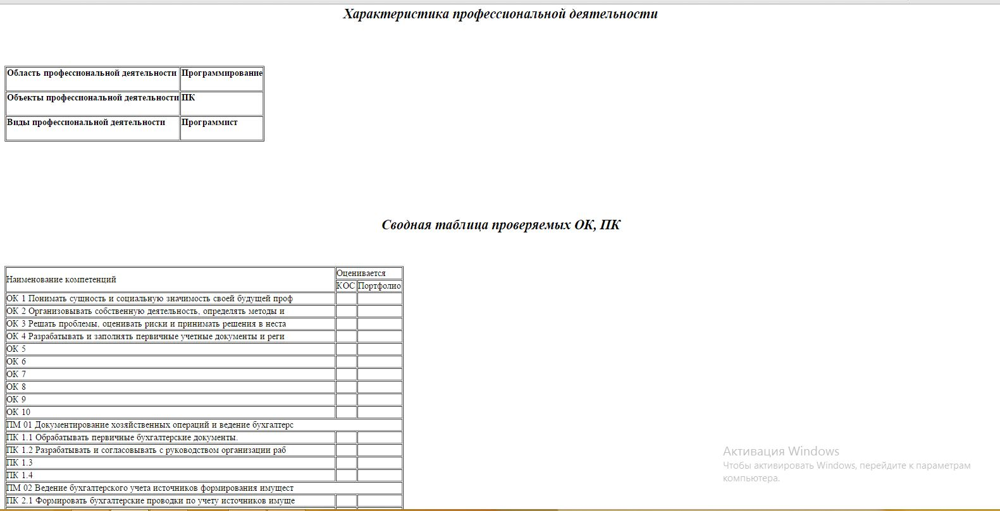 Характеристика профессиональной деятельности
Область профессиональной деятельности Программирование
Объекты профессиональной деятельности ПК
Виды профессиональной деятельности Программист
Сводная таблица проверяемых ОК, ПК
Наименование компетенций
Оценивается
КОС Портфолио
ОК 1 Понимать сущность и социальную значимость своей будущей проф
ОК 2 Организовывать собственную деятельность, определять методы и
ОК 3 Решать проблемы, оценивать риски и принимать решения в неста
ОК 4 Разрабатывать и заполнять первичные учетные документы и реги
ОК 5
ОК 6
ОК 7
ОК 8
ОК 9
ОК 10
ПМ 01 Документирование хозяйственных операций и ведение бухгалтерс
ПК 1.1 Обрабатывать первичные бухгалтерские документы.
ПК 1.2 Разрабатывать и согласовывать с руководством организации раб
ПК 1.3
ПК 1.4
ПМ 02 Ведение бухгалтерского учета источников формирования имущест
ПК 2.1 Формировать бухгалтерские проводки по учету источников имуще
Активация Windows
Чтобы активировать Windows, перейдите к параметрам
компьютера.